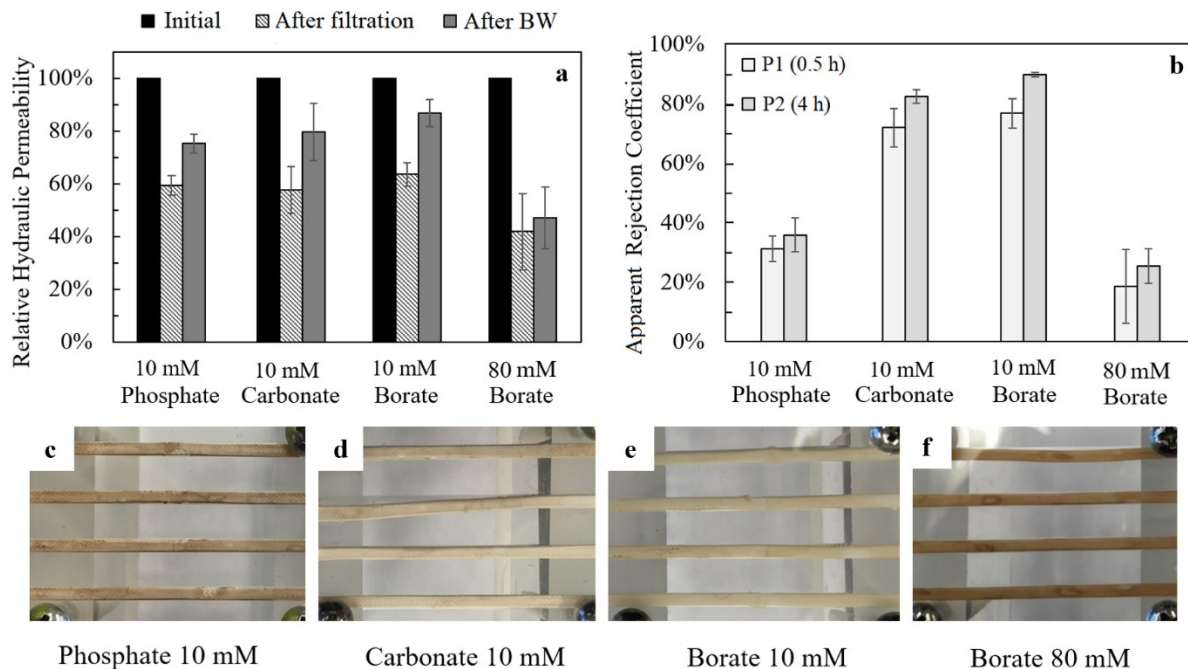 Initial After filtration After BW
a
Relative Hydraulic Permeability
100%
80%
60%
40%
20%
0%
10 mM Phosphate
10 mM Carbonate
10 mM Borate
80 mM Borate
b
P1 (0.5 h)
P2 (4 h)
Apparent Rejection Coefficient
100%
80%
60%
40%
20%
0%
10 mM Phosphate
10 mM Carbonate
10 mM Borate
80 mM Borate
c
d
e
f
Phosphate 10 mM
Carbonate 10 mM
Borate 10 mM
Borate 80 mM